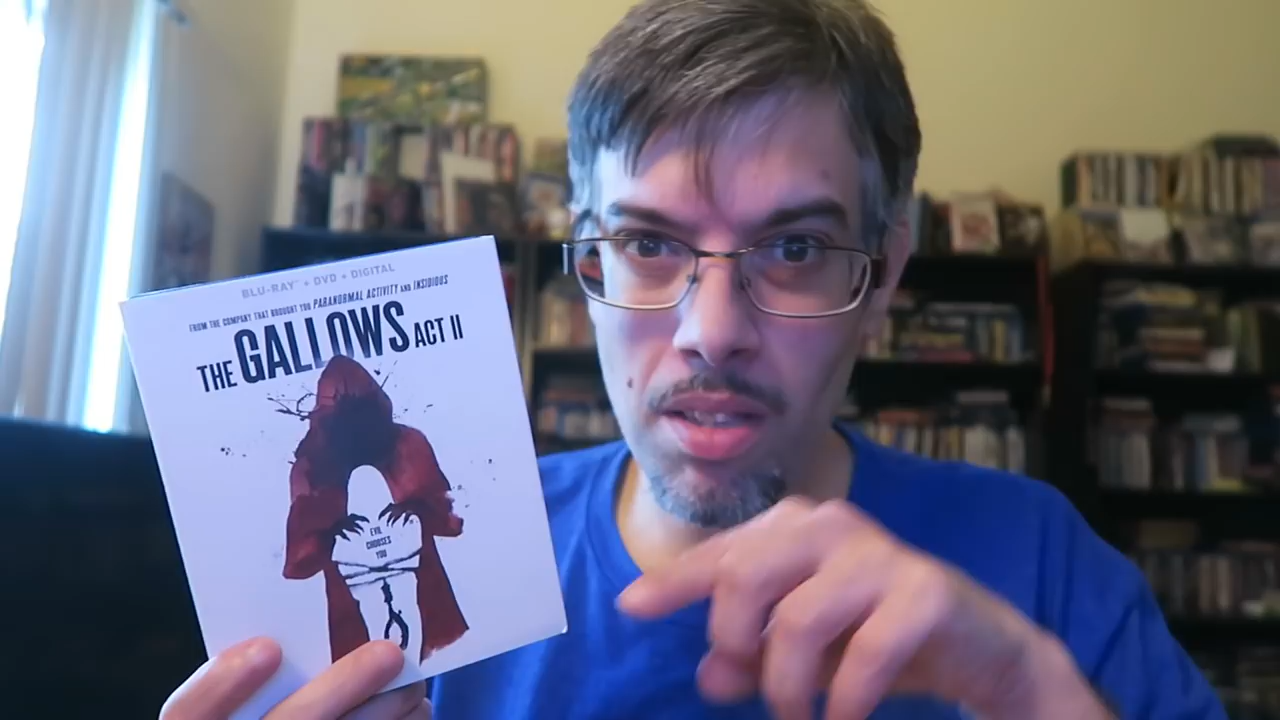 BLU-RAY™ + DVD + DIGITAL
FROM THE COMPANY THAT BROUGHT YOU PARANORMAL ACTIVITY AND INSIDIOUS
THE GALLOWS ACT II
EVIL
CHOOSES
YOU